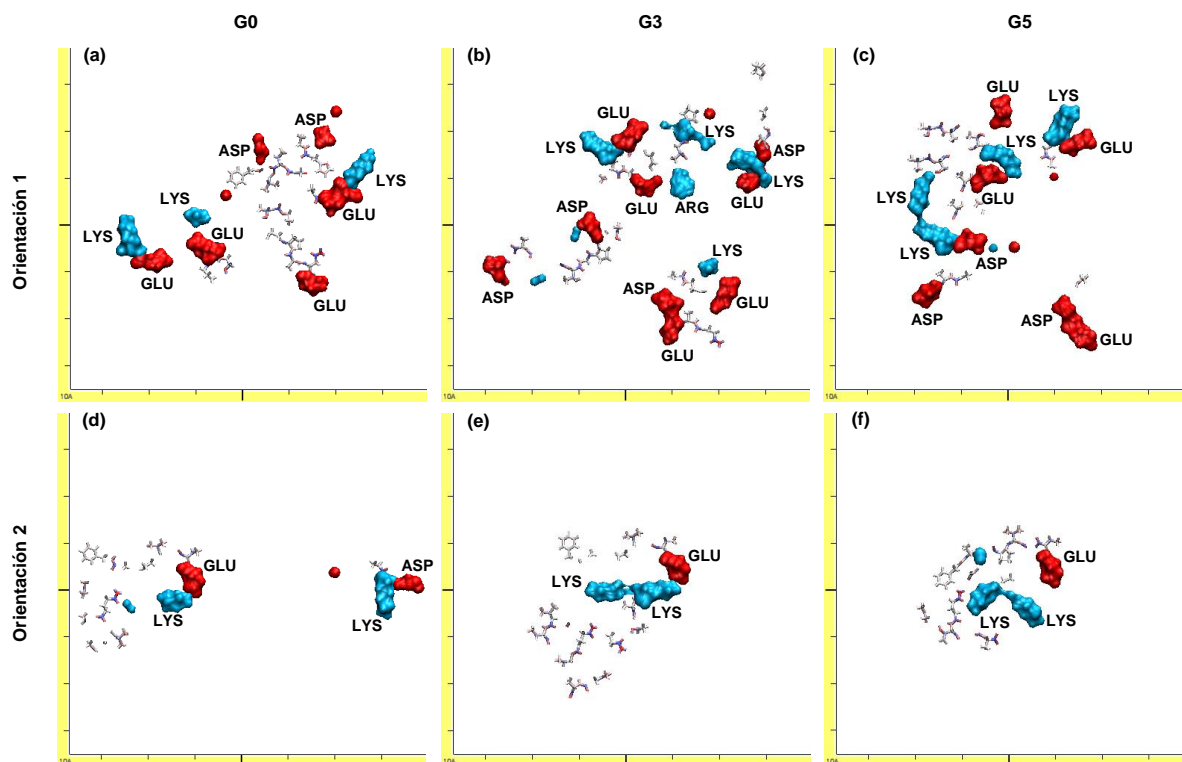 G0 G3 G5
Orientación 1
(a)
ASP
ASP
LYS
LYS
GLU
LYS
GLU
GLU
GLU
(b)
GLU
LYS
LYS
ASP
LYS
GLU
ARG
GLU
ASP
LYS
ASP
ASP
GLU
GLU
10A
(c)
GLU
LYS
LYS
GLU
LYS
GLU
LYS
ASP
ASP
ASP
GLU
Orientación 2
(d)
GLU
ASP
LYS
LYS
(e)
GLU
LYS
LYS
(f)
GLU
LYS
LYS